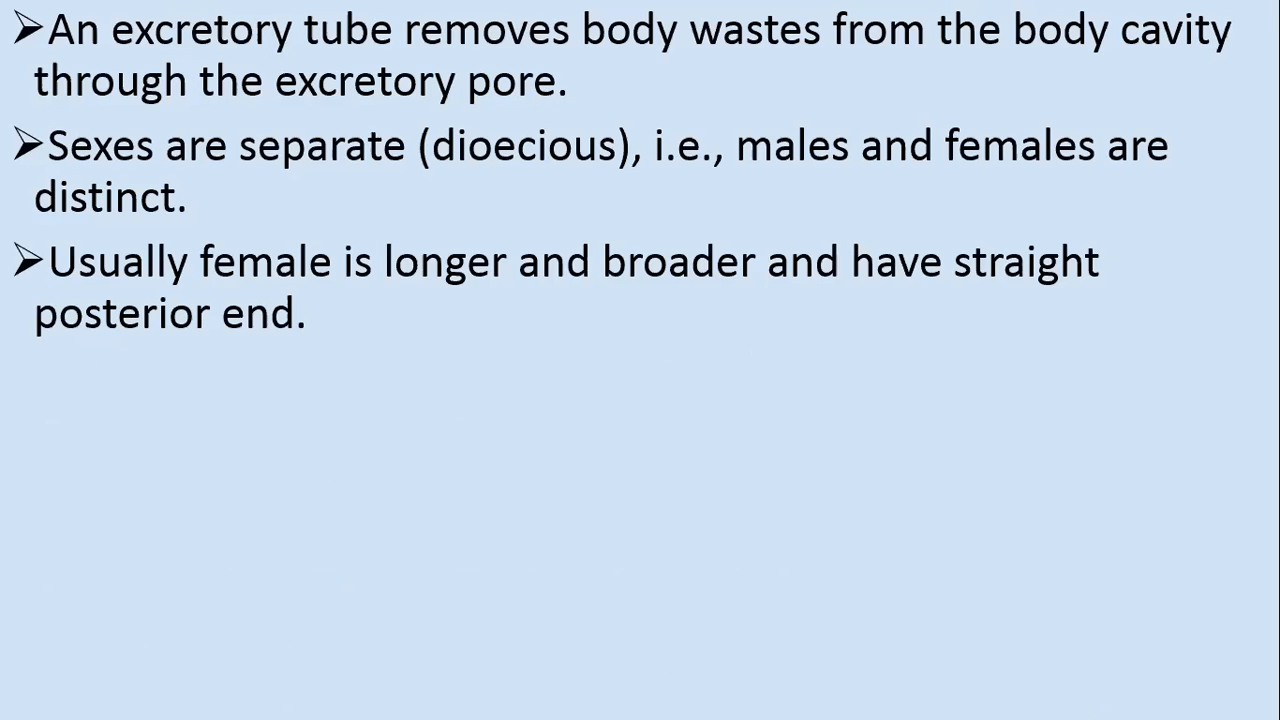 ➢An excretory tube removes body wastes from the body cavity
through the excretory pore.
➢Sexes are separate (dioecious), i.e., males and females are
distinct.
➢Usually female is longer and broader and have straight
posterior end.